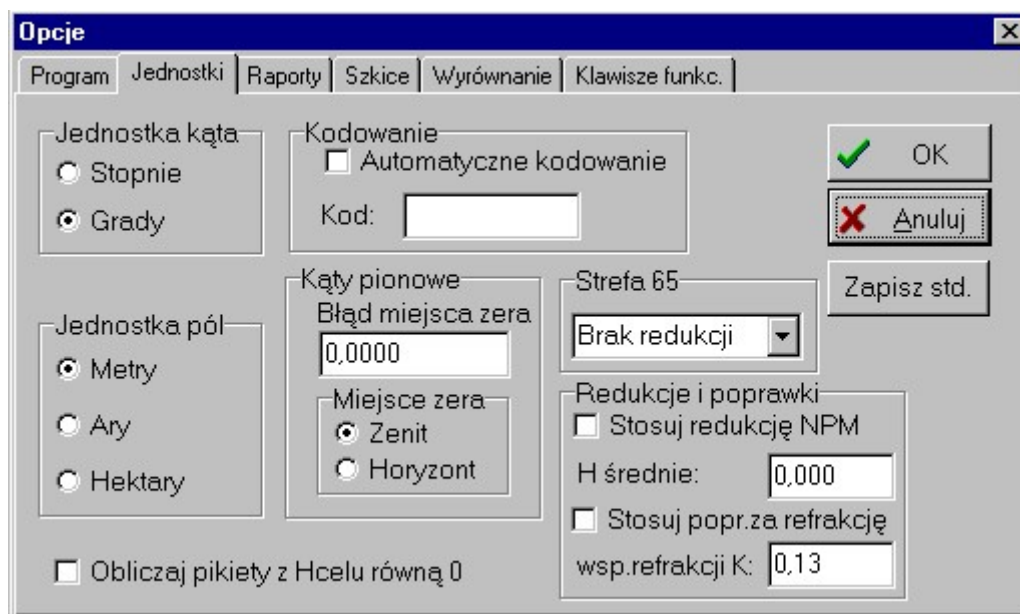 Opcje
Program Jednostki Raporty Szkice Wyrównanie Klawisze funkc.
Jednostka kąta
Stopnie
Grady
Kodowanie
Automatyczne kodowanie
Kod:
OK
Anuluj
Zapisz std.
Jednostka pól
Metry
Ary
Hektary
Kąty pionowe
Błąd miejsca zera
0,0000
Miejsce zera
Zenit
Horyzont
Strefa 65
Brak redukcji
Redukcje i poprawki
Stosuj redukcję NPM
H średnie: 0,000
Stosuj popr.za refrakcję
wsp.refrakcji K: 0,13
Obliczaj pikiety z Hcelu równą 0